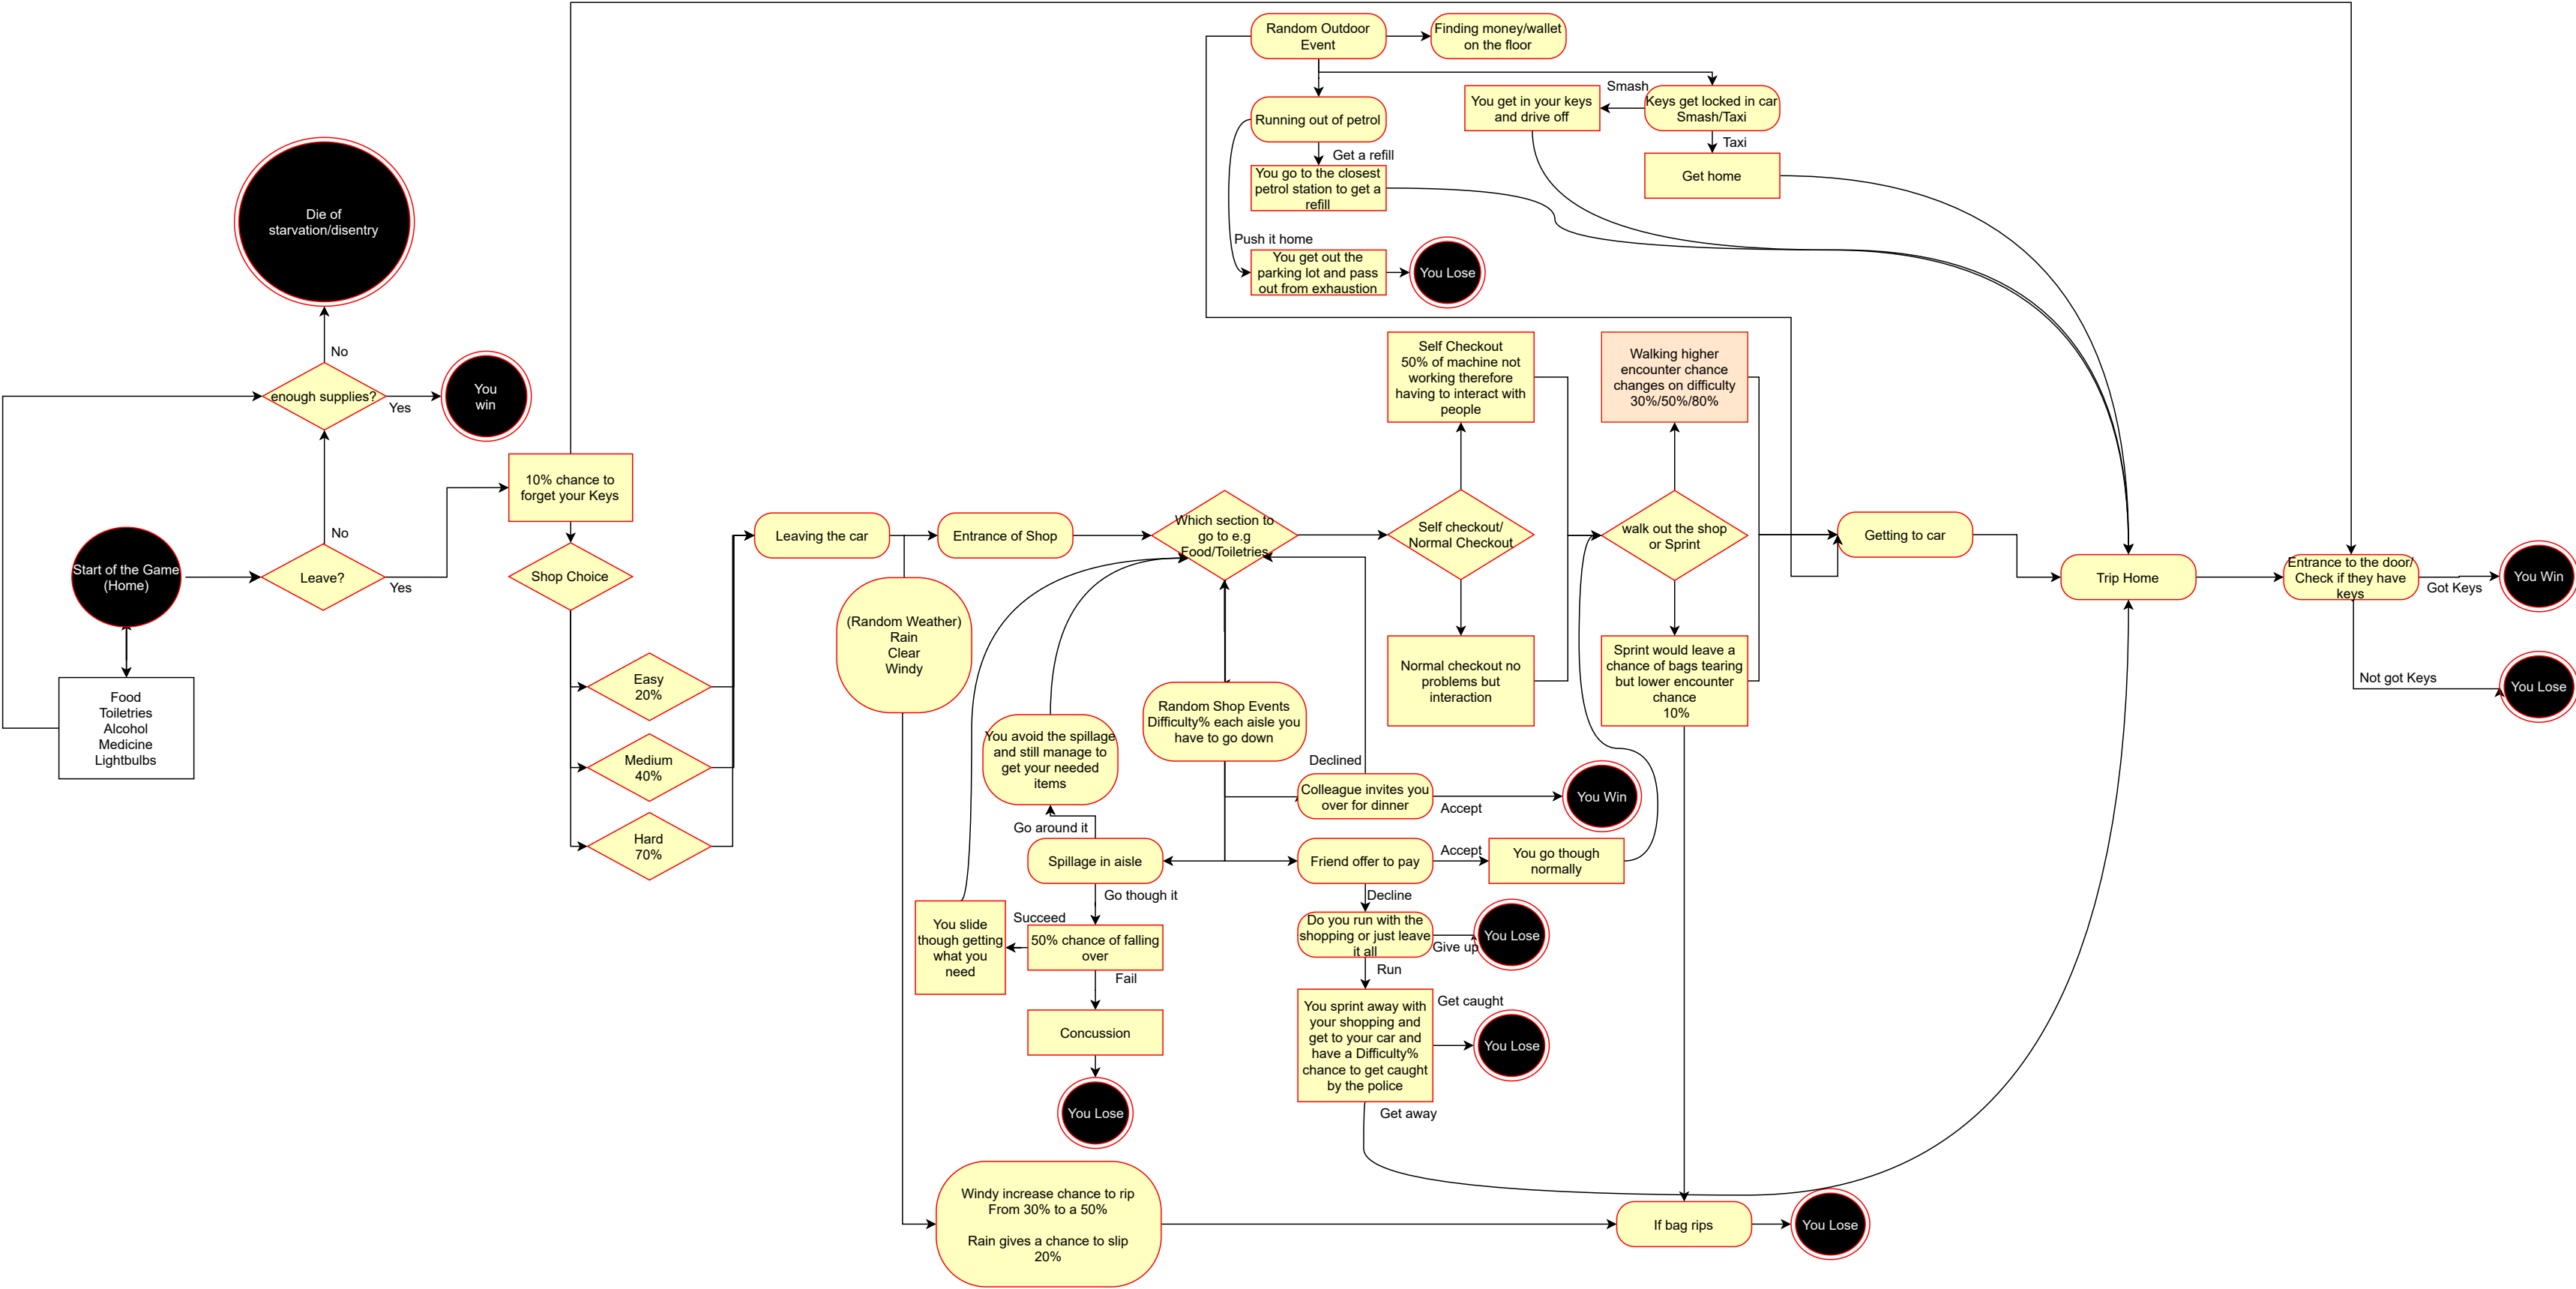 Random Outdoor
Event
Finding money/wallet
on the floor
Smash
You get in your keys
and drive off
Keys get locked in car
Smash/Taxi
Running out of petrol
Taxi
Get a refill
You go to the closest
petrol station to get a
refill
Get home
Push it home
You get out the
parking lot and pass
out from exhaustion
You Lose
Die of
starvation/disentry
No
enough supplies?
Yes
You
win
Self Checkout
50% of machine not
working therefore
having to interact with
people
Walking higher
encounter chance
changes on difficulty
30%/50%/80%
10% chance to
forget your Keys
No
Start of the Game
(Home)
Leave?
Yes
Shop Choice
Leaving the car
Entrance of Shop
Which section to
go to e.g
Food/Toiletries
Self checkout/
Normal Checkout
walk out the shop
or Sprint
Getting to car
Trip Home
Entrance to the door/
Check if they have
keys
Got Keys
You Win
Not got Keys
You Lose
Food
Toiletries
Alcohol
Medicine
Lightbulbs
Easy
20%
Medium
40%
Hard
70%
(Random Weather)
Rain
Clear
Windy
You avoid the spillage
and still manage to
get your needed
items
Random Shop Events
Difficulty% each aisle you
have to go down
Normal checkout no
problems but
interaction
Sprint would leave a
chance of bags tearing
but lower encounter
chance
10%
Declined
Colleague invites you
over for dinner
Accept
You Win
Go around it
Spillage in aisle
Friend offer to pay
Accept
You go though
normally
Go though it
Decline
You slide
though getting
what you
need
Succeed
50% chance of falling
over
Do you run with the
shopping or just leave
it all
Give up
You Lose
Fail
Run
Concussion
You sprint away with
your shopping and
get to your car and
have a Difficulty%
chance to get caught
by the police
Get caught
You Lose
You Lose
Get away
Windy increase chance to rip
From 30% to a 50%
Rain gives a chance to slip
20%
If bag rips
You Lose